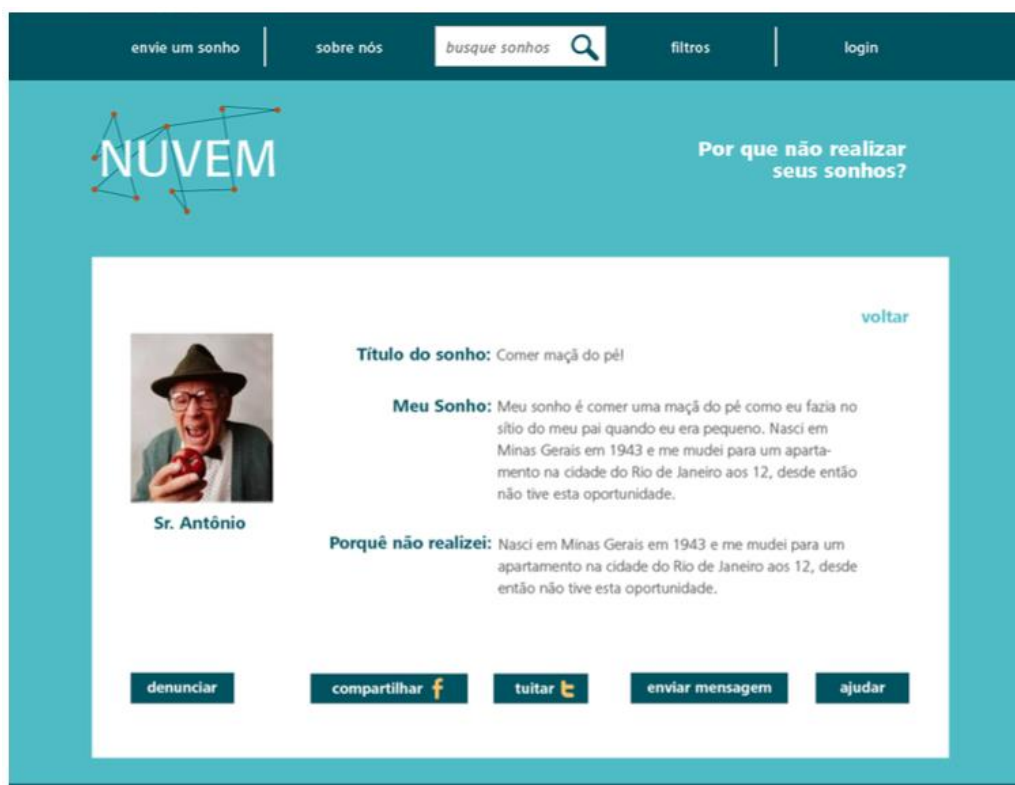 envie um sonho
sobre nós
busque sonhos
filtros
login
NUVEM
Por que não realizar
seus sonhos?
voltar
Título do sonho: Comer maçã do pé!
Meu Sonho: Meu sonho é comer uma maçã do pé como eu fazia no
sítio do meu pai quando eu era pequeno. Nasci em
Minas Gerais em 1943 e me mudei para um aparta-
mento na cidade do Rio de Janeiro aos 12, desde então
não tive esta oportunidade.
Sr. Antônio
Porquê não realizei: Nasci em Minas Gerais em 1943 e me mudei para um
apartamento na cidade do Rio de Janeiro aos 12, desde
então não tive esta oportunidade.
denunciar
compartilhar f
tuitar t
enviar mensagem
ajudar